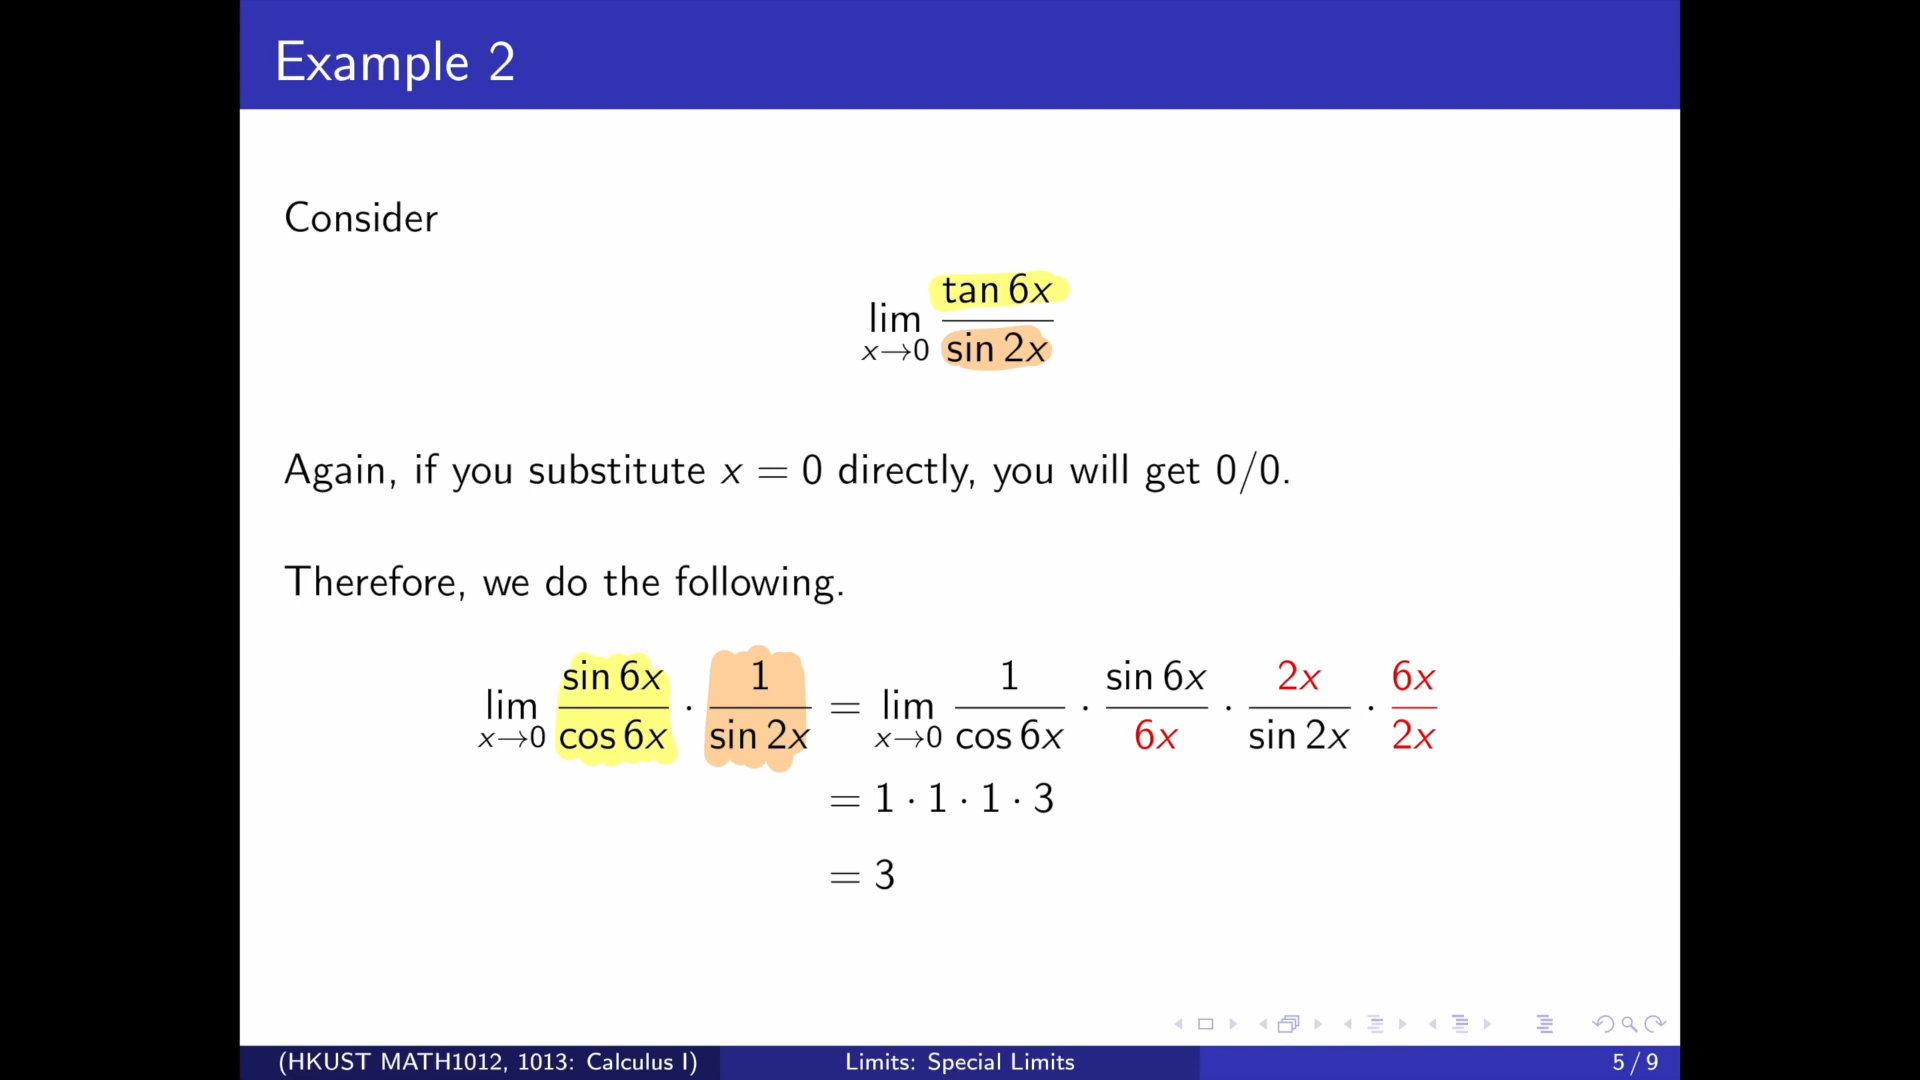 Example 2
Consider
lim x→0 tan 6x / sin 2x
Again, if you substitute x = 0 directly, you will get 0/0.
Therefore, we do the following.
lim x→0 sin 6x / cos 6x · 1 / sin 2x = lim x→0 1 / cos 6x · sin 6x / 6x · 2x / sin 2x · 6x / 2x
= 1 · 1 · 1 · 3
= 3
(HKUST MATH1012, 1013: Calculus I) Limits: Special Limits 5 / 9